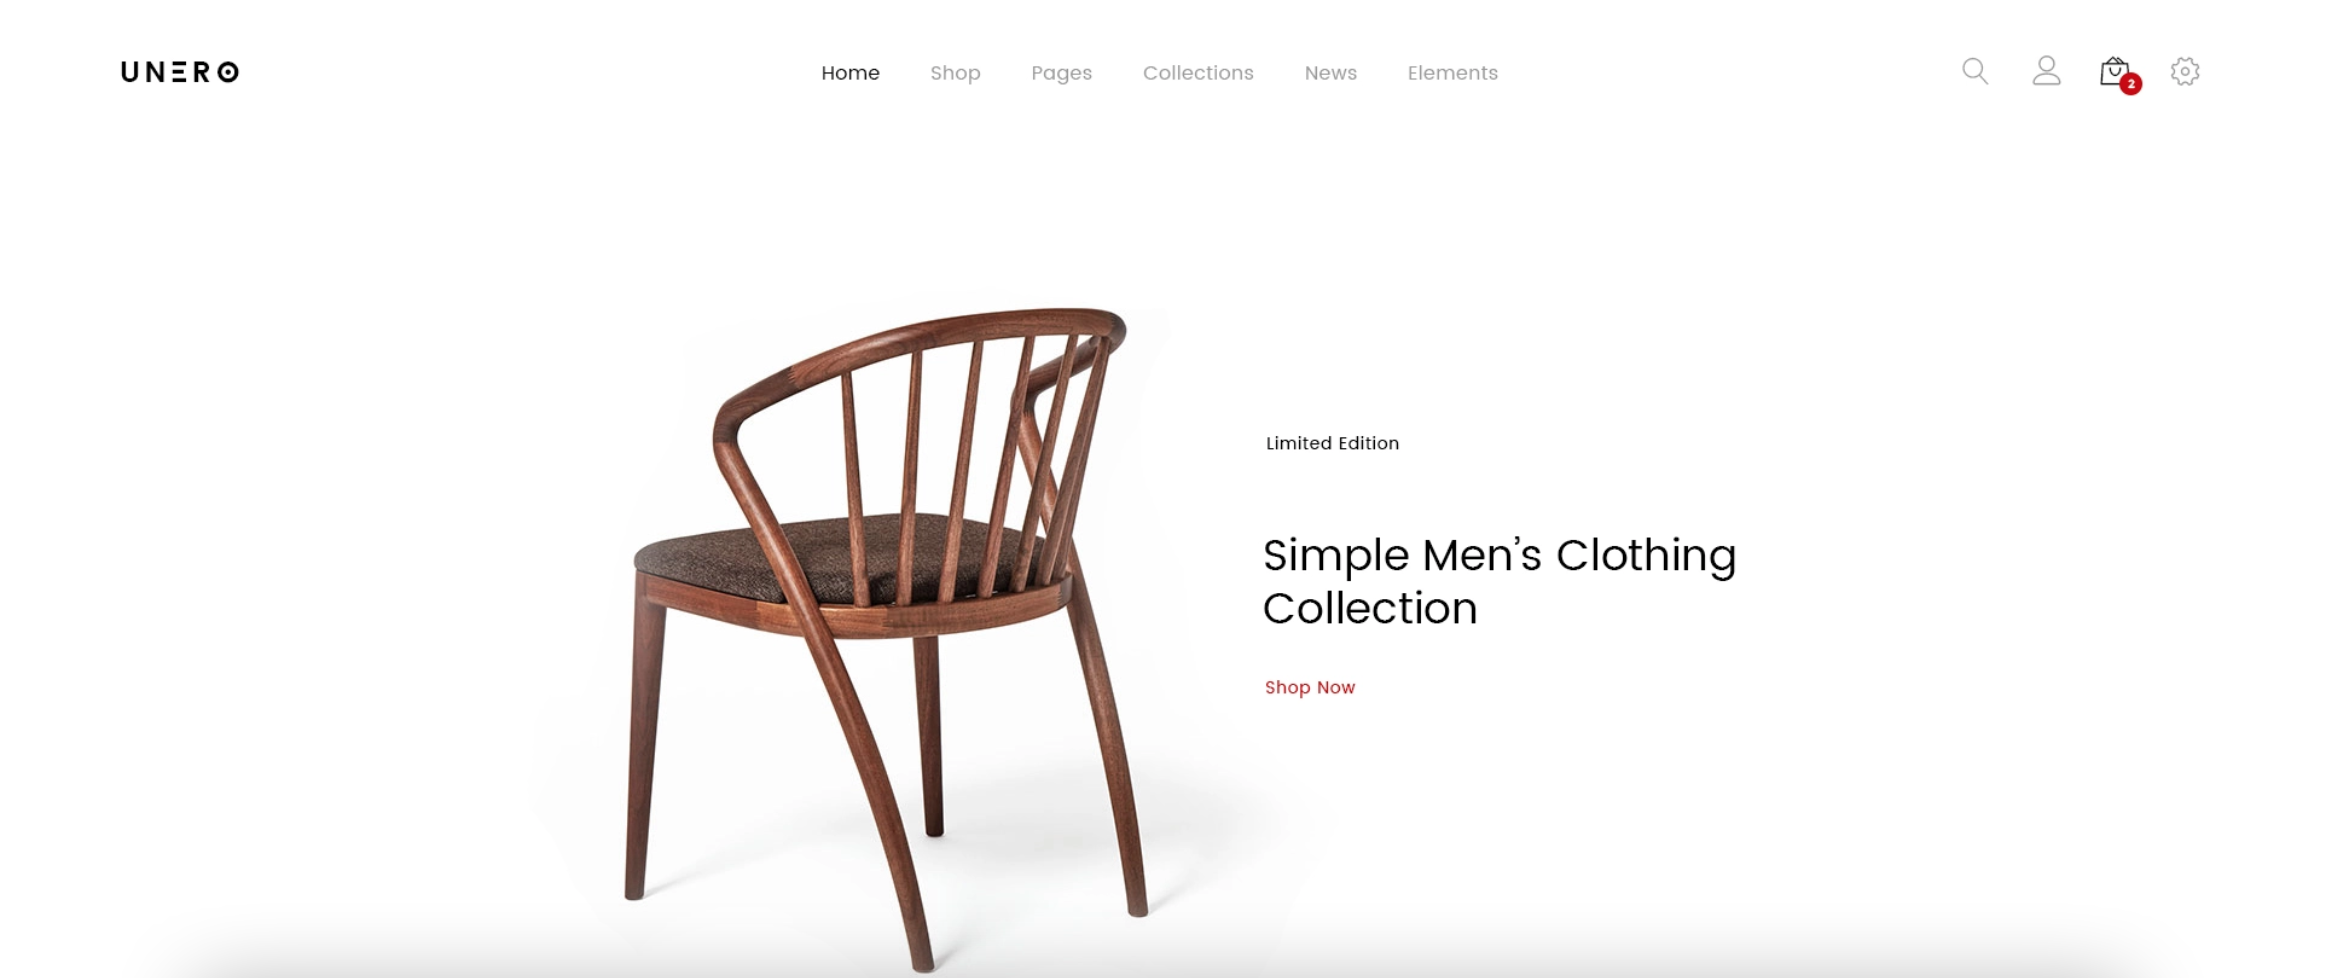 UNERO
Home Shop Pages Collections News Elements
2
Limited Edition
Simple Men’s Clothing
Collection
Shop Now